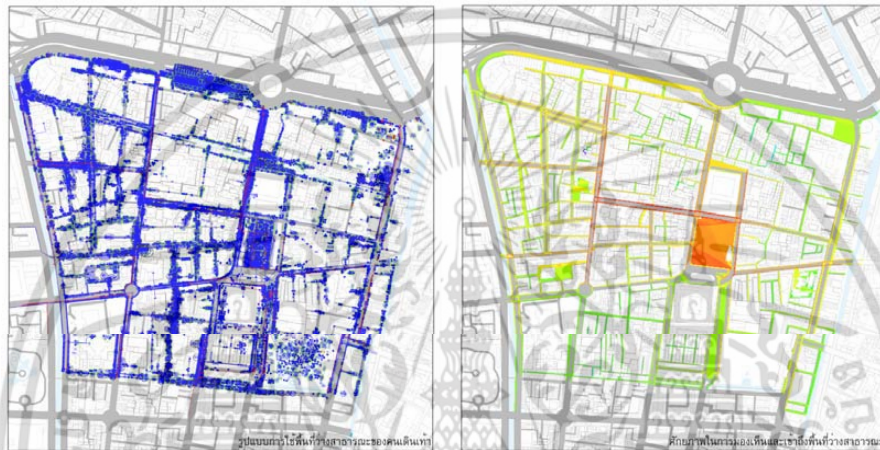 รูปแบบการใช้พื้นที่ว่างสาธารณะของคนเดินเท้า
ศักยภาพในการมองเห็นและเข้าถึงพื้นที่ว่างสาธารณะ